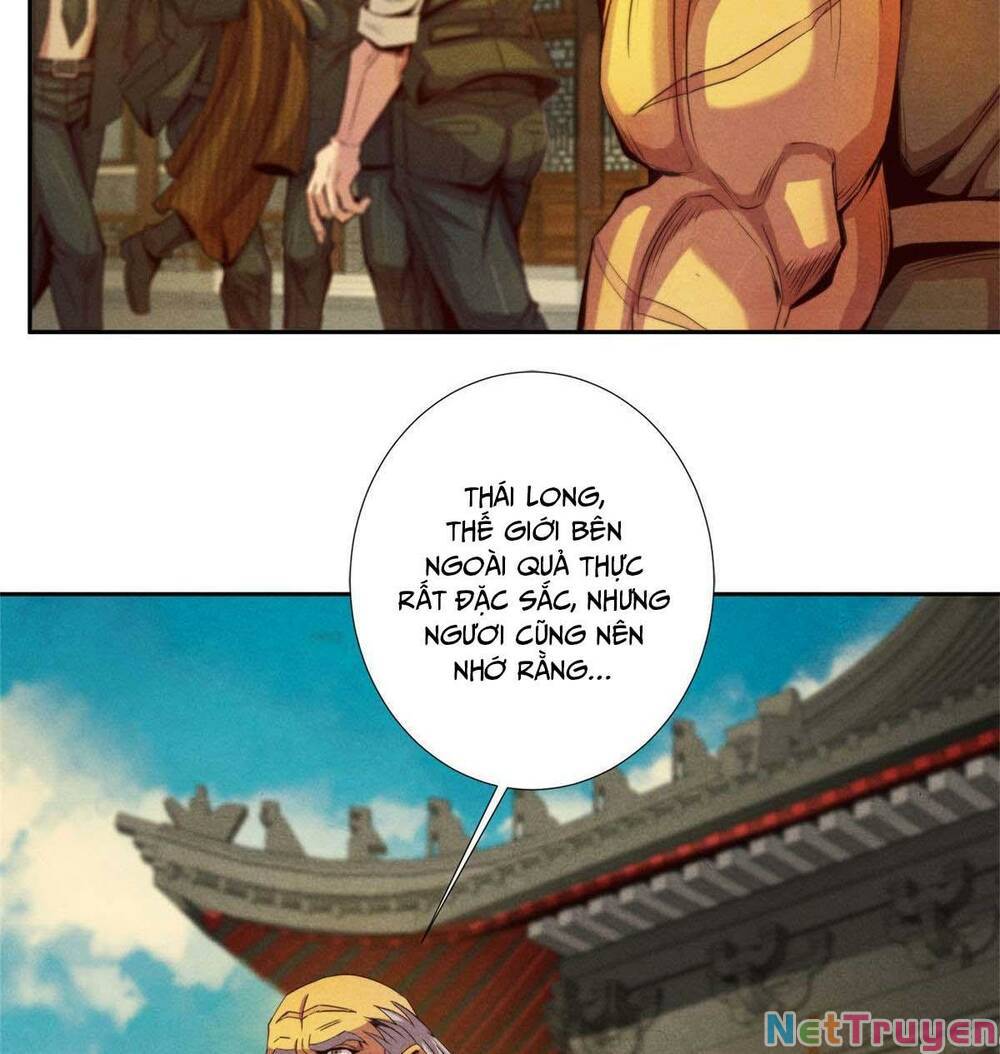 THÁI LONG,
THẾ GIỚI BÊN
NGOÀI QUẢ THỰC
RẤT ĐẶC SẮC, NHƯNG
NGƯƠI CŨNG NÊN
NHỚ RẰNG...
NetTruyen